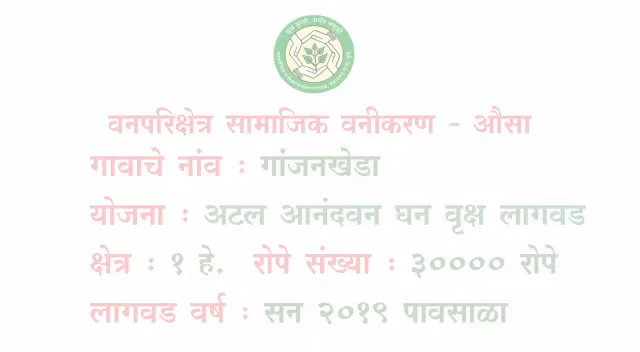 वनपरिक्षेत्र सामाजिक वनीकरण - औसा
गावाचे नांव : गांजनखेडा
योजना : अटल आनंदवन घन वृक्ष लागवड
क्षेत्र : १ हे. रोपे संख्या : ३०००० रोपे
लागवड वर्ष : सन २०१९ पावसाळा